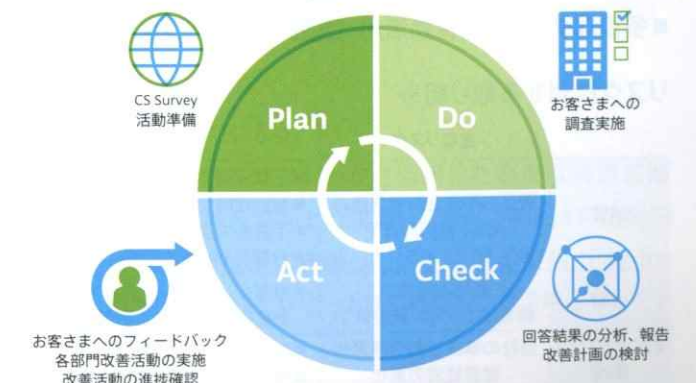 CS Survey
活動準備
Plan
Do
お客さまへの
調査実施
Act
Check
お客さまへのフィードバック
各部門改善活動の実施
改善活動の進捗確認
回答結果の分析、報告
改善計画の検討